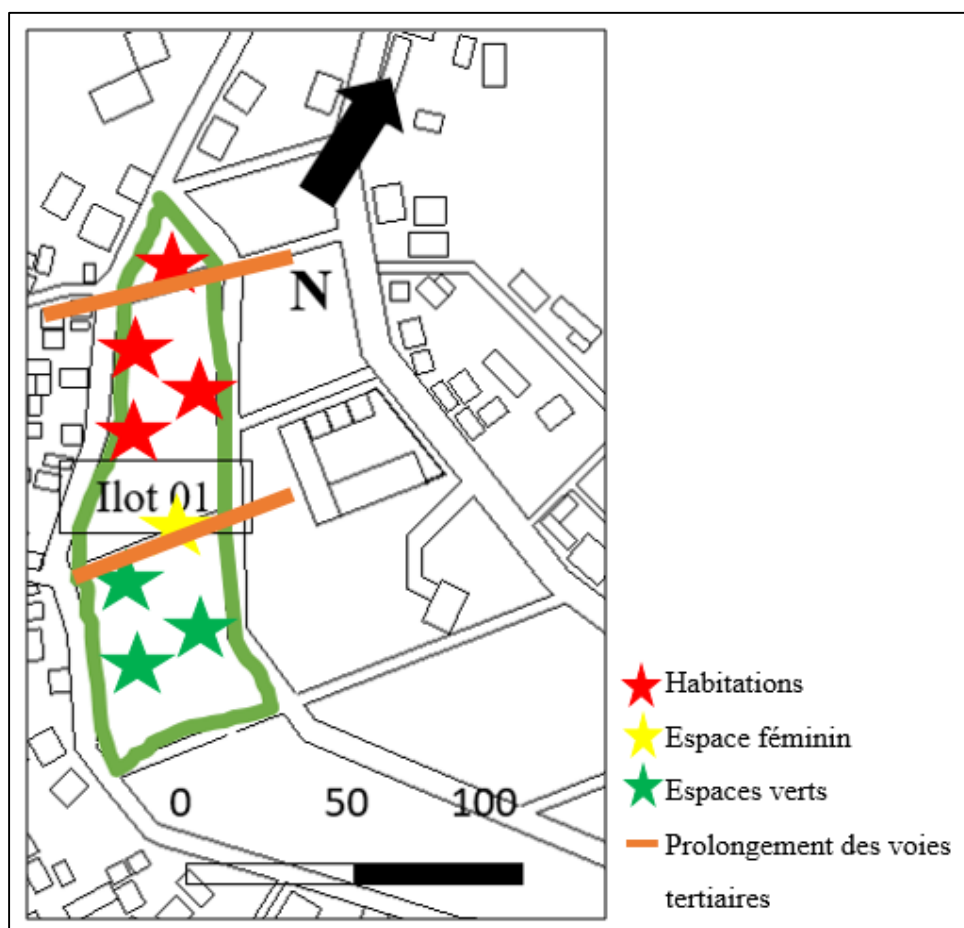 N
Ilot 01
0 50 100
Habitations
Espace féminin
Espaces verts
Prolongement des voies
tertiaires